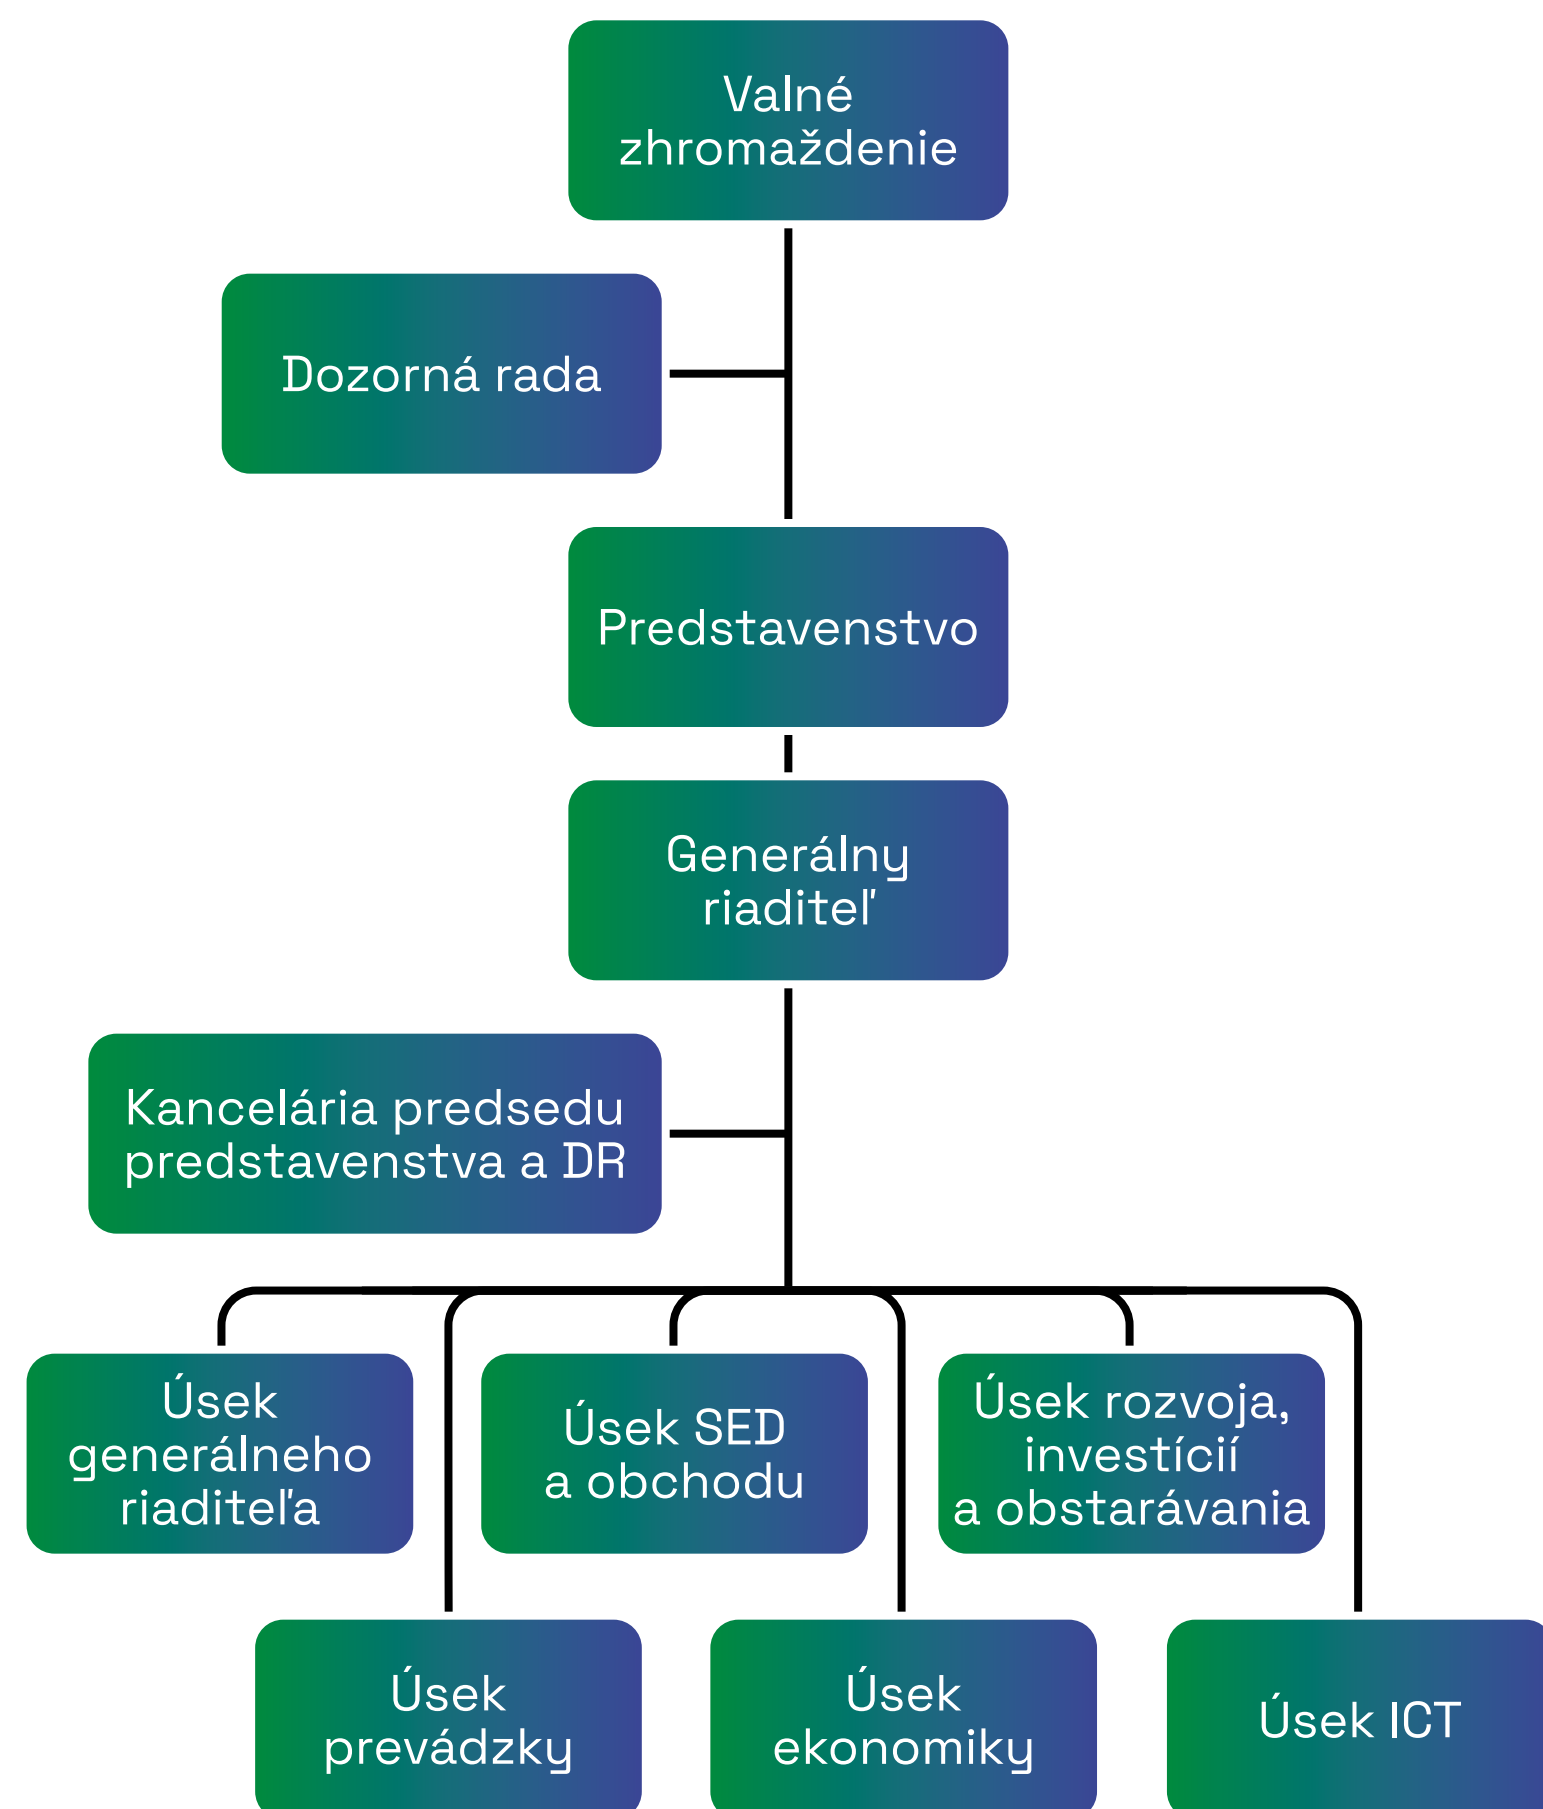 Valné
zhromaždenie
Dozorná rada
Predstavenstvo
Generálny
riaditeľ
Kancelária predsedu
predstavenstva a DR
Úsek
generálneho
riaditeľa
Úsek SED
a obchodu
Úsek rozvoja,
investícií
a obstarávania
Úsek
prevádzky
Úsek
ekonomiky
Úsek ICT